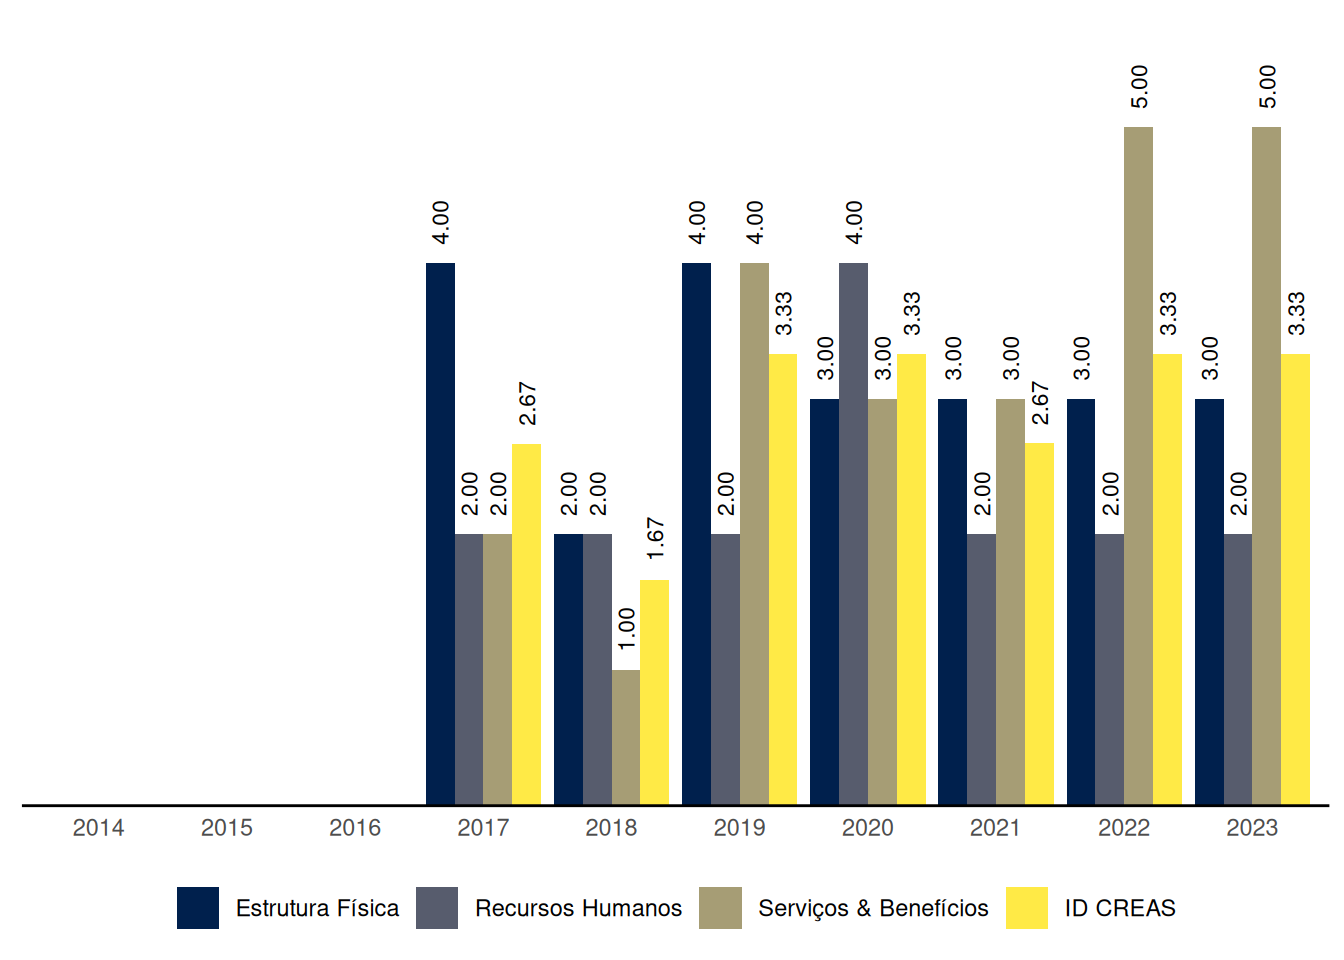 4.00 2.00 2.00 2.67 2.00 2.00 1.00 1.67 4.00 2.00 4.00 3.33 3.00 4.00 3.00 3.33 3.00 2.00 3.00 2.67 3.00 2.00 5.00 3.33 3.00 2.00 5.00 3.33
2014 2015 2016 2017 2018 2019 2020 2021 2022 2023
Estrutura Física Recursos Humanos Serviços & Benefícios ID CREAS